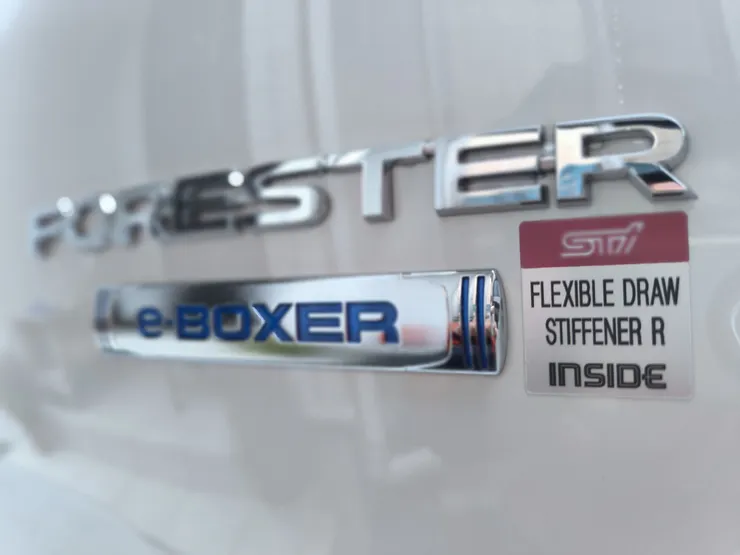 FORESTER
e-BOXER
STI
FLEXIBLE DRAW
STIFFENER R
INSIDE